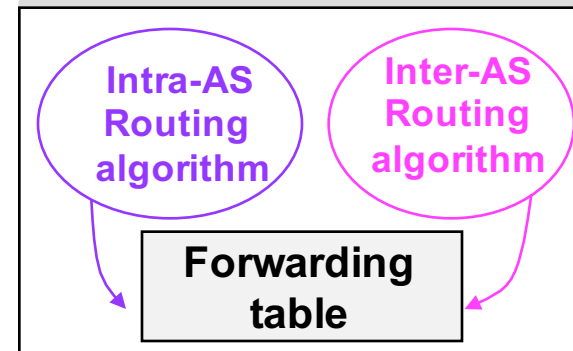 Intra-AS
Routing
algorithm
Inter-AS
Routing
algorithm
Forwarding
table